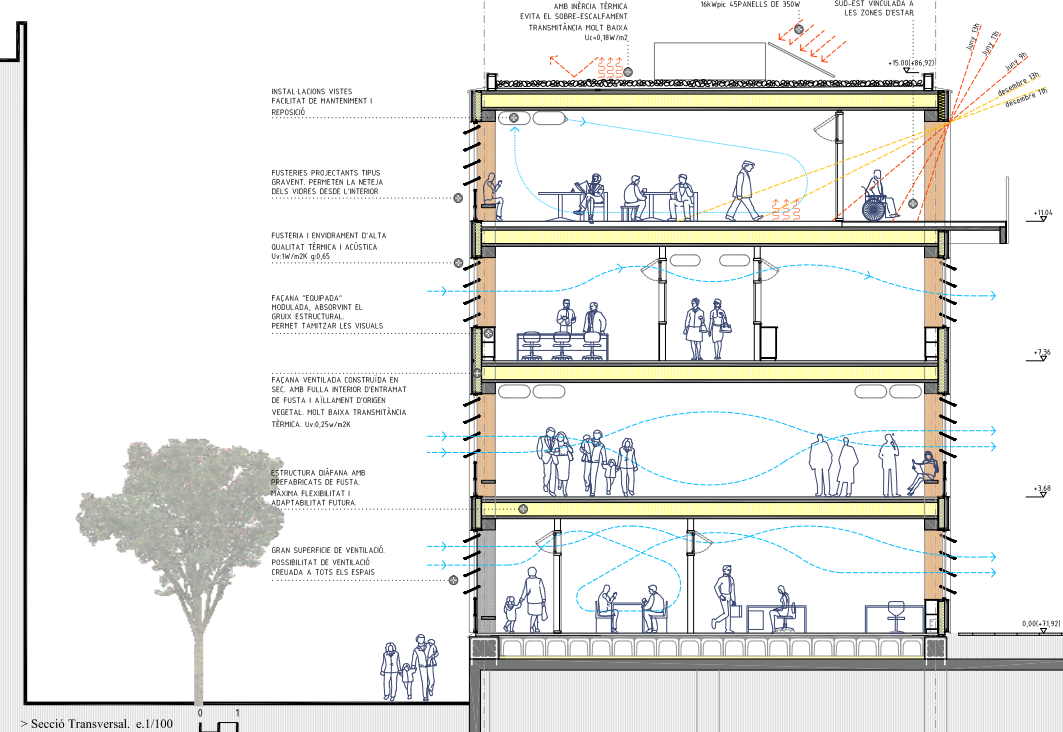 AMB INÈRCIA TÈRMICA
EVITA EL SOBRE-ESCALFAMENT
TRANSMITÀNCIA MOLT BAIXA
Uc=0,18W/m2
16kWpic 45PANELLS DE 350W
SUD-EST VINCULADA A
LES ZONES D'ESTAR
juny 13h
juny 11h
juny 9h
desembre 13h
desembre 11h
+15.00(+86,92)
INSTAL·LACIONS VISTES
FACILITAT DE MANTENIMENT I
REPOSICIÓ
FUSTERIES PROJECTANTS TIPUS
GRAVENT. PERMETEN LA NETEJA
DELS VIDRES DESDE L'INTERIOR
+11.04
FUSTERIA I ENVIDRAMENT D'ALTA
QUALITAT TÈRMICA I ACÚSTICA
Uv:1W/m2K g:0,65
FAÇANA "EQUIPADA"
MODULADA, ABSORVINT EL
GRUIX ESTRUCTURAL.
PERMET TAMITZAR LES VISUALS
+7,36
FAÇANA VENTILADA CONSTRUÏDA EN
SEC. AMB FULLA INTERIOR D'ENTRAMAT
DE FUSTA I AÏLLAMENT D'ORIGEN
VEGETAL. MOLT BAIXA TRANSMITÀNCIA
TÈRMICA. Uv:0,25w/m2K
ESTRUCTURA DIÀFANA AMB
PREFABRICATS DE FUSTA.
MÀXIMA FLEXIBILITAT I
ADAPTABILITAT FUTURA.
+3,68
GRAN SUPERFICIE DE VENTILACIÓ.
POSSIBILITAT DE VENTILACIÓ
CREUADA A TOTS ELS ESPAIS
0,00(+71,92)
0 1
> Secció Transversal. e.1/100